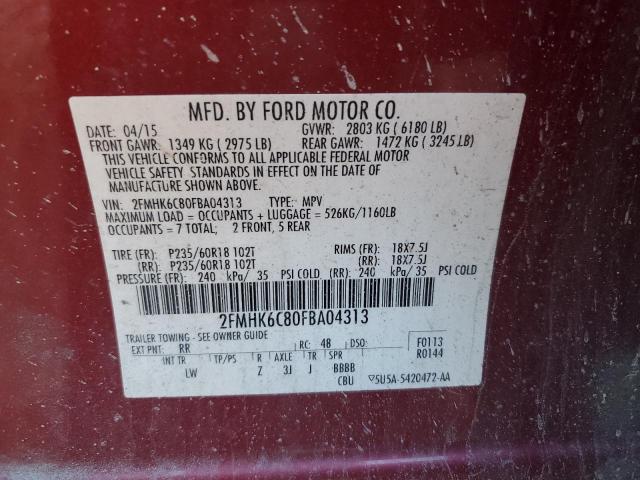 MFD. BY FORD MOTOR CO.
DATE: 04/15 GVWR: 2803 KG ( 6180 LB)
FRONT GAWR: 1349 KG ( 2975 LB) REAR GAWR: 1472 KG ( 3245 LB)
THIS VEHICLE CONFORMS TO ALL APPLICABLE FEDERAL MOTOR
VEHICLE SAFETY STANDARDS IN EFFECT ON THE DATE OF
MANUFACTURE SHOWN ABOVE.
VIN: 2FMHK6C80FBA04313 TYPE: MPV
MAXIMUM LOAD = OCCUPANTS + LUGGAGE = 526KG/1160LB
OCCUPANTS = 7 TOTAL; 2 FRONT, 5 REAR
TIRE (FR): P235/60R18 102T RIMS (FR): 18X7.5J
(RR): P235/60R18 102T (RR): 18X7.5J
PRESSURE (FR): 240 kPa/ 35 PSI COLD (RR): 240 kPa/ 35 PSI COLD
2FMHK6C80FBA04313
TRAILER TOWING - SEE OWNER GUIDE
EXT PNT: RR RC: 48 DSO: F0113
R0144
INT TR TP/PS R AXLE TR SPR
LW Z 3J J BBBB
CBU ▽5U5A-5420472-AA